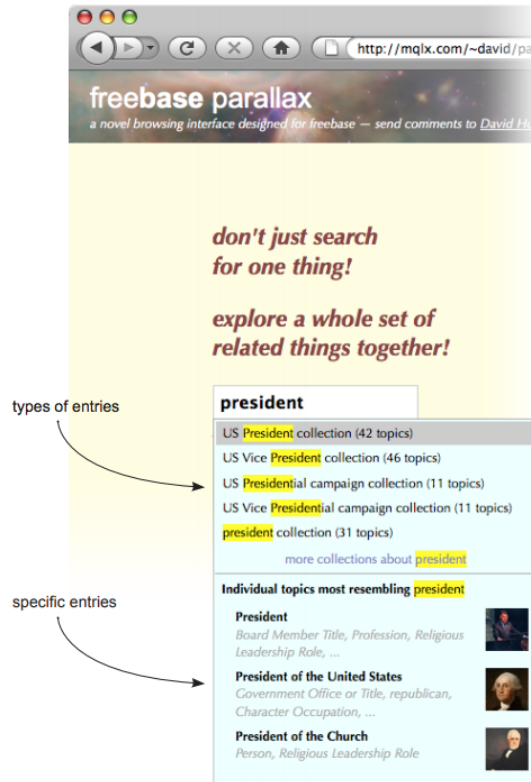 http://mqlx.com/~david/pa
freebase parallax
a novel browsing interface designed for freebase — send comments to David Hu
don't just search
for one thing!
explore a whole set of
related things together!
types of entries
president
US President collection (42 topics)
US Vice President collection (46 topics)
US Presidential campaign collection (11 topics)
US Vice Presidential campaign collection (11 topics)
president collection (31 topics)
more collections about president
Individual topics most resembling president
specific entries
President
Board Member Title, Profession, Religious
Leadership Role, ...
President of the United States
Government Office or Title, republican,
Character Occupation, ...
President of the Church
Person, Religious Leadership Role